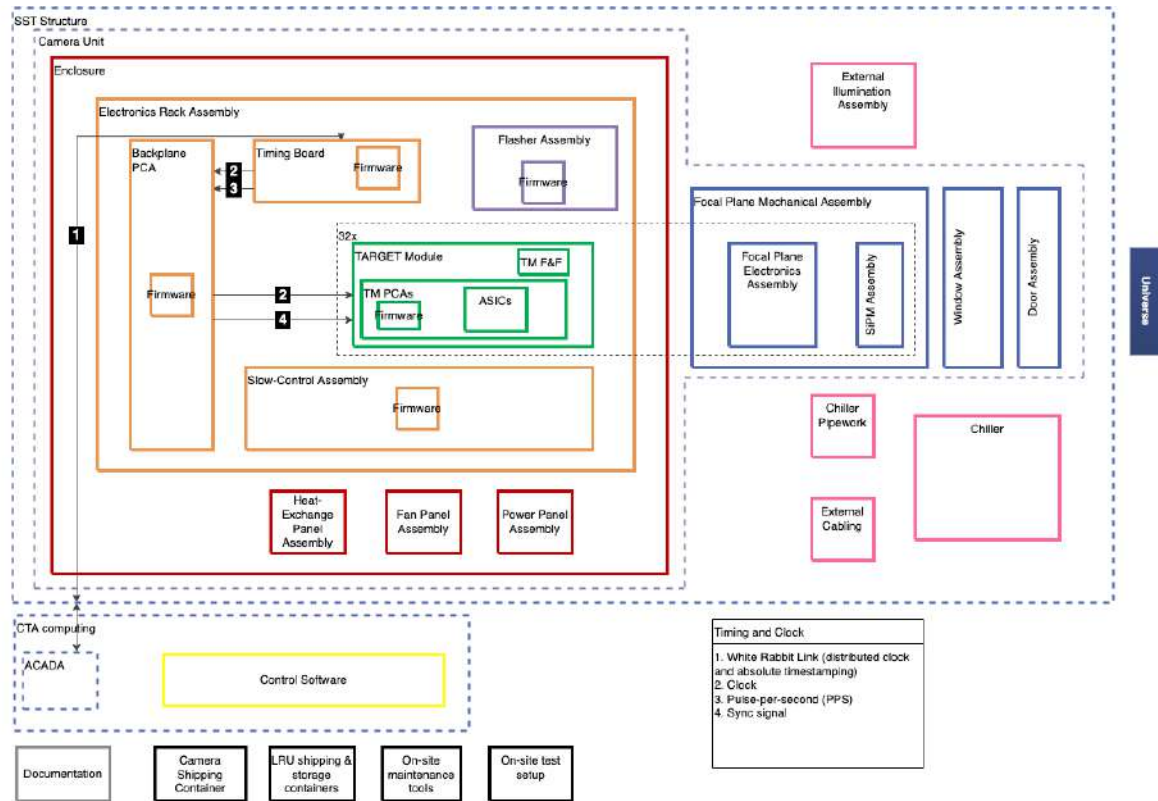 SST Structure
Camera Unit
Enclosure
Electronics Rack Assembly
Backplane
PCA
Timing Board
Firmware
2
3
Flasher Assembly
Firmware
External
Illumination
Assembly
1
32x
TARGET Module
TM F&F
TM PCAs
Firmware
ASICs
Firmware
2
4
Focal Plane Mechanical Assembly
Focal Plane
Electronics
Assembly
SiPM Assembly
Window Assembly
Door Assembly
Universe
Slow-Control Assembly
Firmware
Chiller
Pipework
Chiller
Heat-
Exchange
Panel
Assembly
Fan Panel
Assembly
Power Panel
Assembly
External
Cabling
CTA computing
ACADA
Control Software
Timing and Clock
1. White Rabbit Link (distributed clock
and absolute timestamping)
2. Clock
3. Pulse-per-second (PPS)
4. Sync signal
Documentation
Camera
Shipping
Container
LRU shipping &
storage
containers
On-site
maintenance
tools
On-site test
setup